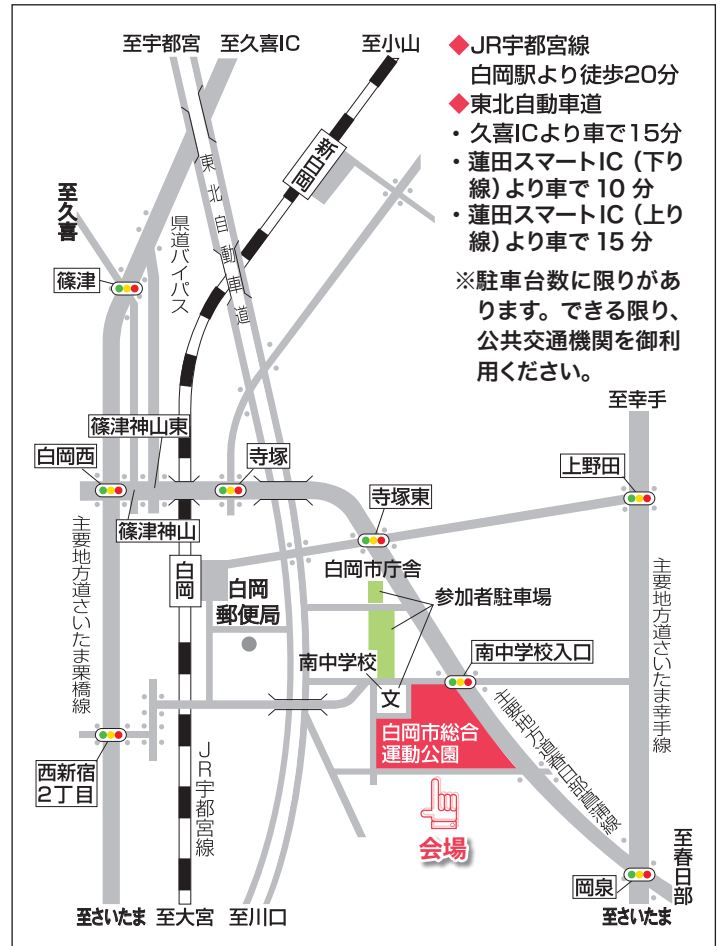 至宇都宮
至久喜IC
至小山
◆JR宇都宮線
白岡駅より徒歩20分
◆東北自動車道
・久喜ICより車で15分
・蓮田スマートIC（下り
線）より車で10分
・蓮田スマートIC（上り
線）より車で15分
※駐車台数に限りがあ
ります。できる限り、
公共交通機関を御利
用ください。
新白岡
東北自動車道
至久喜
県道バイパス
篠津
至幸手
篠津神山東
白岡西
寺塚
上野田
篠津神山
寺塚東
主要地方道さいたま栗橋線
白岡
白岡市庁舎
主要地方道さいたま幸手線
白岡
郵便局
参加者駐車場
南中学校
南中学校入口
文
白岡市総合
運動公園
主要地方道春日部菖蒲線
西新宿
2丁目
JR宇都宮線
会場
至春日部
岡泉
至さいたま
至大宮
至川口
至さいたま